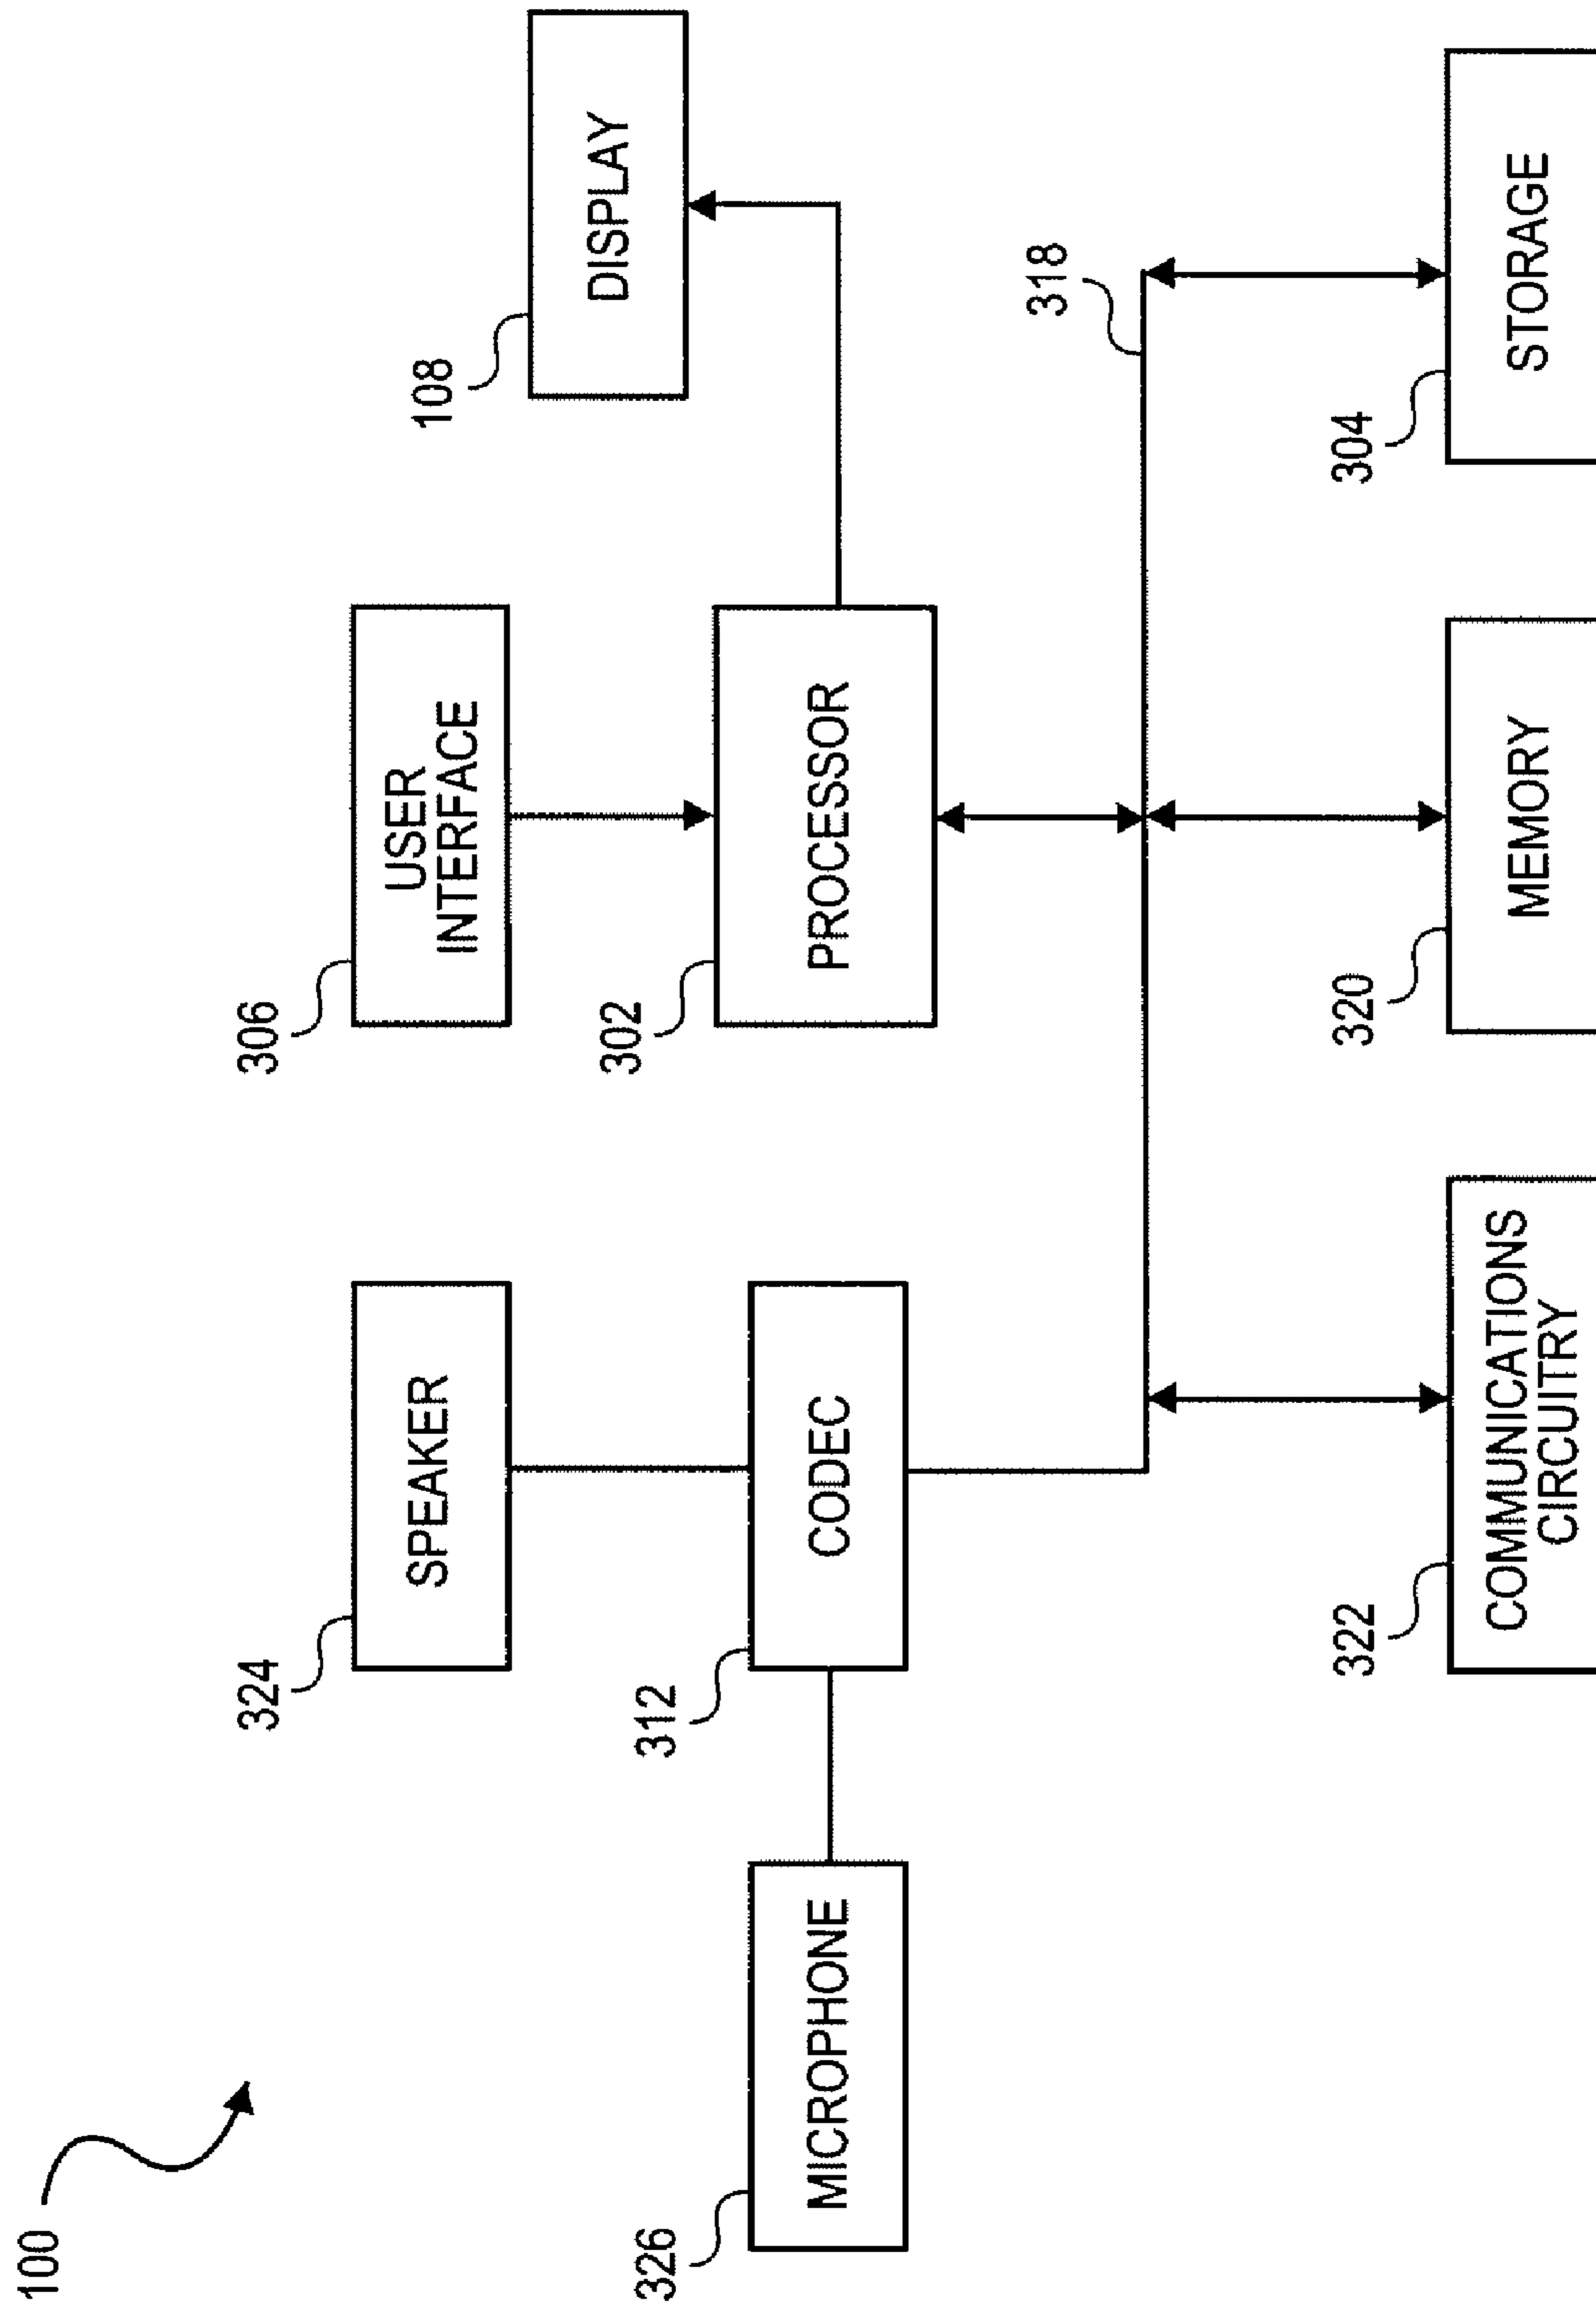 100
324
SPEAKER
306
USER
INTERFACE
108
DISPLAY
326
MICROPHONE
312
CODEC
302
PROCESSOR
318
322
COMMUNICATIONS
CIRCUITRY
320
MEMORY
304
STORAGE